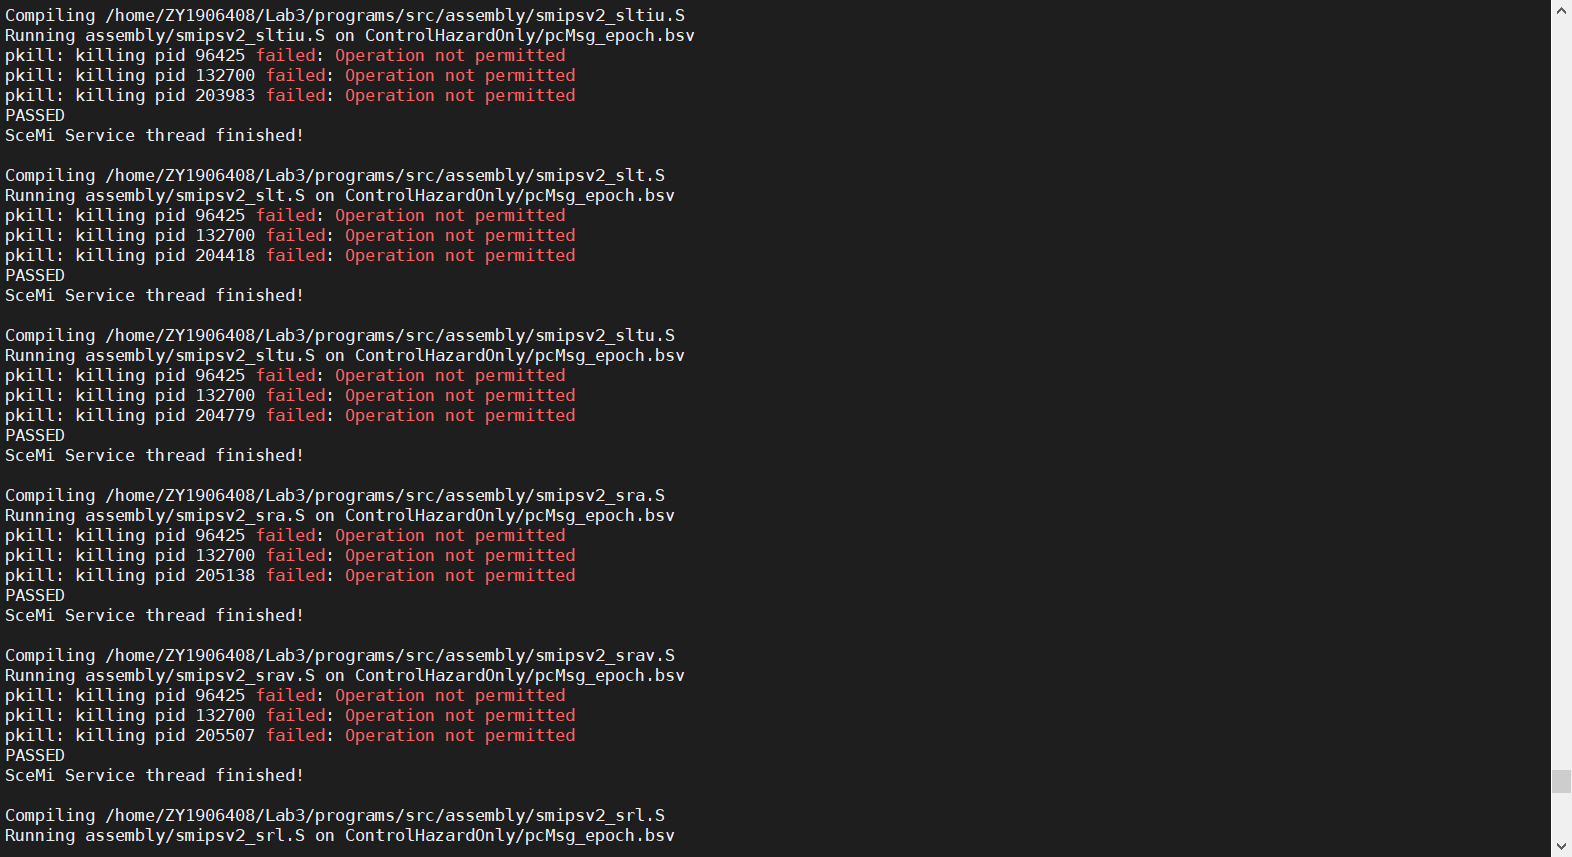 Compiling /home/ZY1906408/Lab3/programs/src/assembly/smipsv2_sltiu.S
Running assembly/smipsv2_sltiu.S on ControlHazardOnly/pcMsg_epoch.bsv
pkill: killing pid 96425 failed: Operation not permitted
pkill: killing pid 132700 failed: Operation not permitted
pkill: killing pid 203983 failed: Operation not permitted
PASSED
SceMi Service thread finished!
Compiling /home/ZY1906408/Lab3/programs/src/assembly/smipsv2_slt.S
Running assembly/smipsv2_slt.S on ControlHazardOnly/pcMsg_epoch.bsv
pkill: killing pid 96425 failed: Operation not permitted
pkill: killing pid 132700 failed: Operation not permitted
pkill: killing pid 204418 failed: Operation not permitted
PASSED
SceMi Service thread finished!
Compiling /home/ZY1906408/Lab3/programs/src/assembly/smipsv2_sltu.S
Running assembly/smipsv2_sltu.S on ControlHazardOnly/pcMsg_epoch.bsv
pkill: killing pid 96425 failed: Operation not permitted
pkill: killing pid 132700 failed: Operation not permitted
pkill: killing pid 204779 failed: Operation not permitted
PASSED
SceMi Service thread finished!
Compiling /home/ZY1906408/Lab3/programs/src/assembly/smipsv2_sra.S
Running assembly/smipsv2_sra.S on ControlHazardOnly/pcMsg_epoch.bsv
pkill: killing pid 96425 failed: Operation not permitted
pkill: killing pid 132700 failed: Operation not permitted
pkill: killing pid 205138 failed: Operation not permitted
PASSED
SceMi Service thread finished!
Compiling /home/ZY1906408/Lab3/programs/src/assembly/smipsv2_srav.S
Running assembly/smipsv2_srav.S on ControlHazardOnly/pcMsg_epoch.bsv
pkill: killing pid 96425 failed: Operation not permitted
pkill: killing pid 132700 failed: Operation not permitted
pkill: killing pid 205507 failed: Operation not permitted
PASSED
SceMi Service thread finished!
Compiling /home/ZY1906408/Lab3/programs/src/assembly/smipsv2_srl.S
Running assembly/smipsv2_srl.S on ControlHazardOnly/pcMsg_epoch.bsv